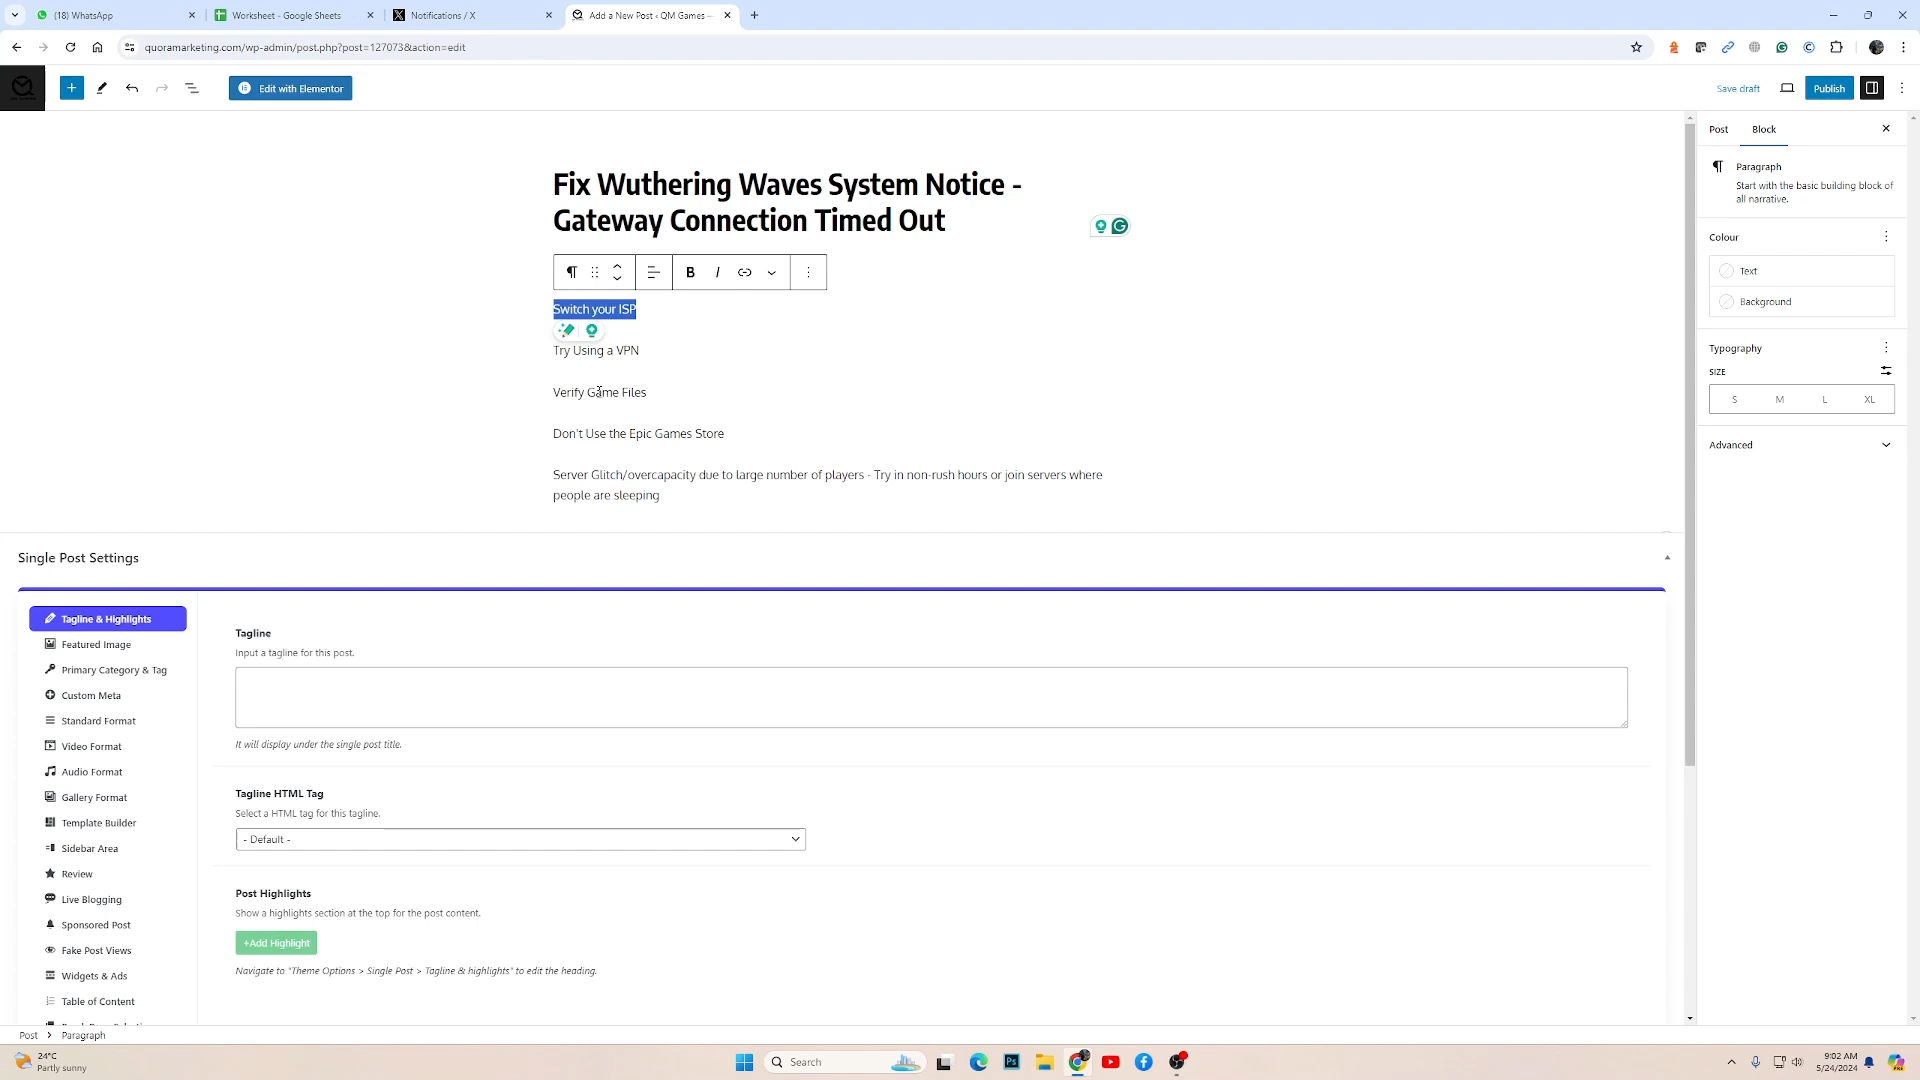 (18) WhatsApp
Worksheet - Google Sheets
Notifications / X
Add a New Post ‹ QM Games —
quoramarketing.com/wp-admin/post.php?post=127073&action=edit
Edit with Elementor
Save draft
Publish
Post
Block
Fix Wuthering Waves System Notice -
Gateway Connection Timed Out
B
I
Switch your ISP
Try Using a VPN
Verify Game Files
Don't Use the Epic Games Store
Server Glitch/overcapacity due to large number of players - Try in non-rush hours or join servers where
people are sleeping
Paragraph
Start with the basic building block of
all narrative.
Colour
Text
Background
Typography
SIZE
S M L XL
Advanced
Single Post Settings
Tagline & Highlights
Featured Image
Primary Category & Tag
Custom Meta
Standard Format
Video Format
Audio Format
Gallery Format
Template Builder
Sidebar Area
Review
Live Blogging
Sponsored Post
Fake Post Views
Widgets & Ads
Table of Content
Tagline
Input a tagline for this post.
It will display under the single post title.
Tagline HTML Tag
Select a HTML tag for this tagline.
- Default -
Post Highlights
Show a highlights section at the top for the post content.
+Add Highlight
Navigate to "Theme Options > Single Post > Tagline & highlights" to edit the heading.
Post > Paragraph
24°C
Partly sunny
Search
Ps
9:02 AM
5/24/2024